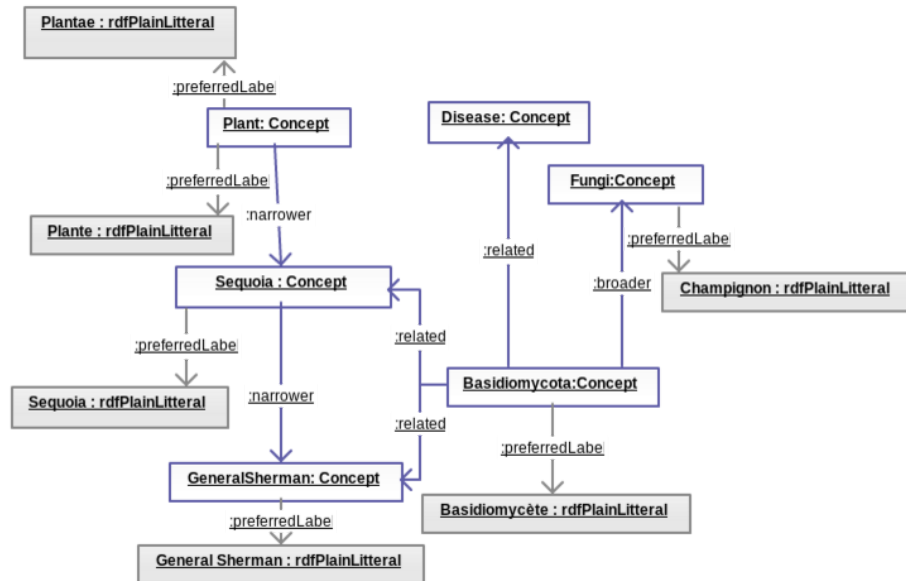 Plantae : rdfPlainLitteral
:preferredLabel
Plant: Concept
Disease: Concept
:preferredLabel
Fungi:Concept
:narrower
Plante : rdfPlainLitteral
:preferredLabel
:related
Sequoia : Concept
:broader
Champignon : rdfPlainLitteral
:preferredLabel
:related
Sequoia : rdfPlainLitteral
:narrower
Basidiomycota:Concept
:related
:preferredLabel
GeneralSherman: Concept
:preferredLabel
Basidiomycète : rdfPlainLitteral
General Sherman : rdfPlainLitteral